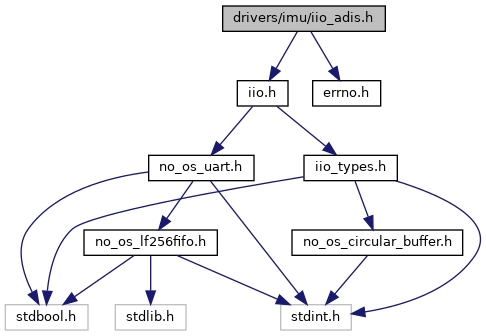 drivers/imu/iio_adis.h
iio.h
errno.h
no_os_uart.h
iio_types.h
no_os_lf256fifo.h
no_os_circular_buffer.h
stdbool.h
stdlib.h
stdint.h